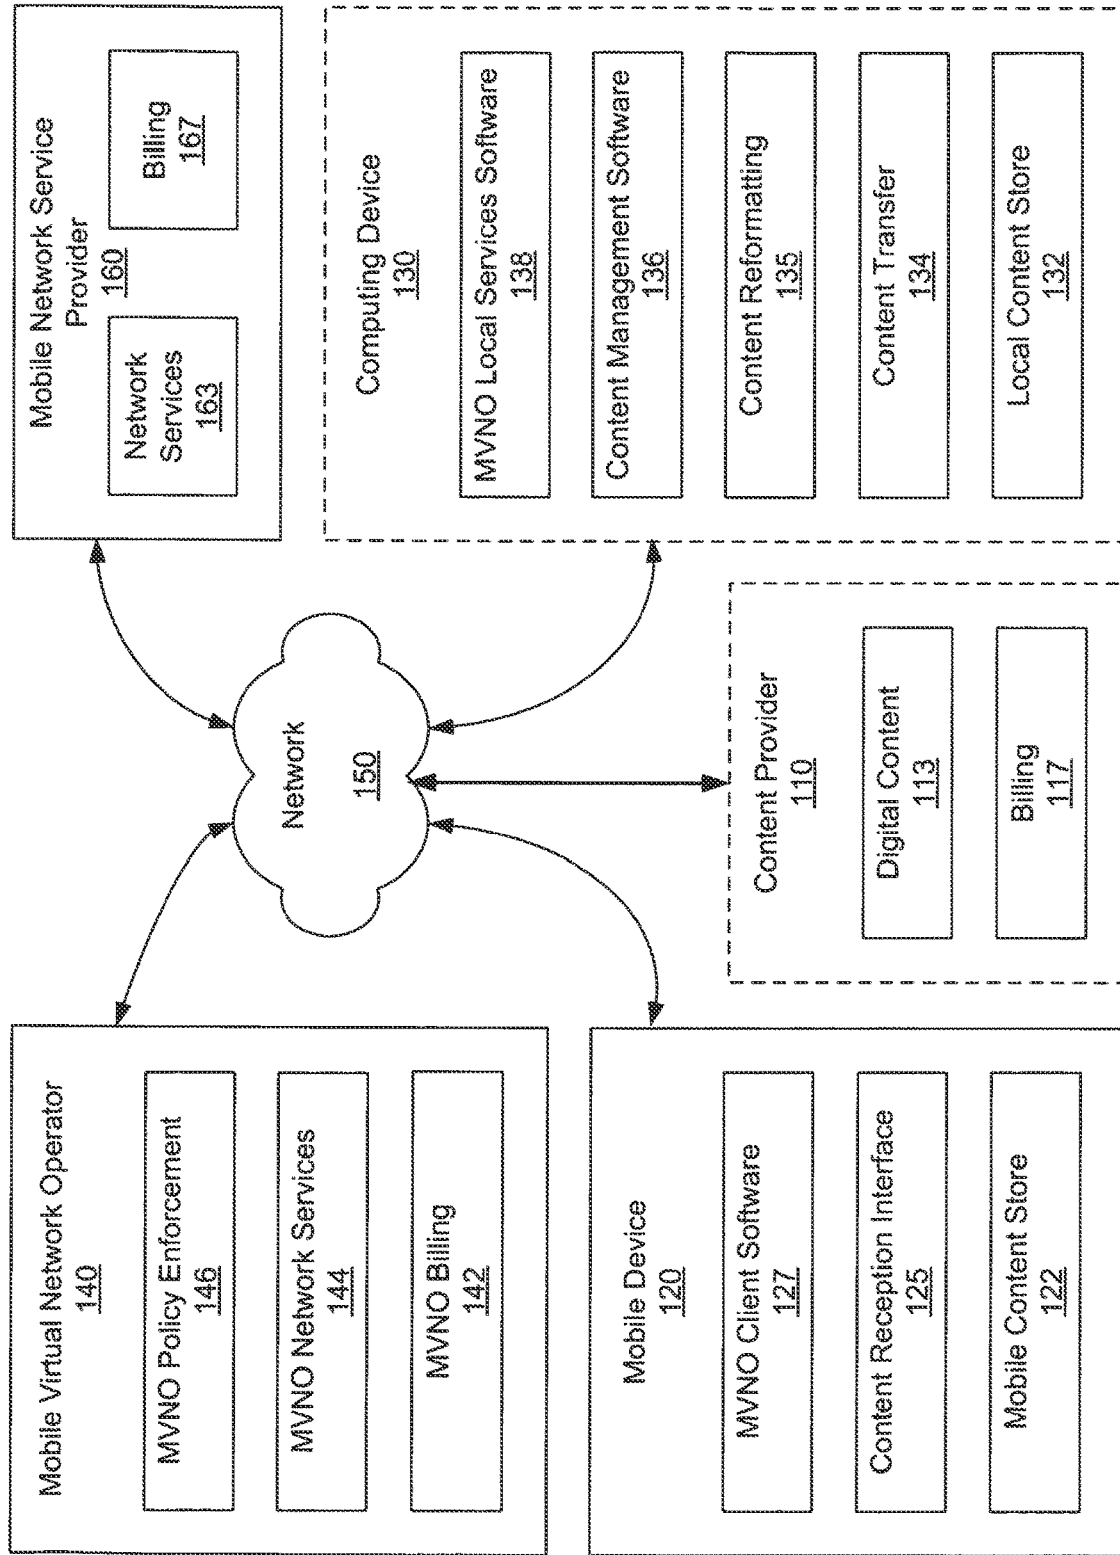 Mobile Virtual Network Operator
140
MVNO Policy Enforcement
146
MVNO Network Services
144
MVNO Billing
142
Mobile Network Service
Provider
160
Network
Services
163
Billing
167
Network
150
Mobile Device
120
MVNO Client Software
127
Content Reception Interface
125
Mobile Content Store
122
Content Provider
110
Digital Content
113
Billing
117
Computing Device
130
MVNO Local Services Software
138
Content Management Software
136
Content Reformatting
135
Content Transfer
134
Local Content Store
132